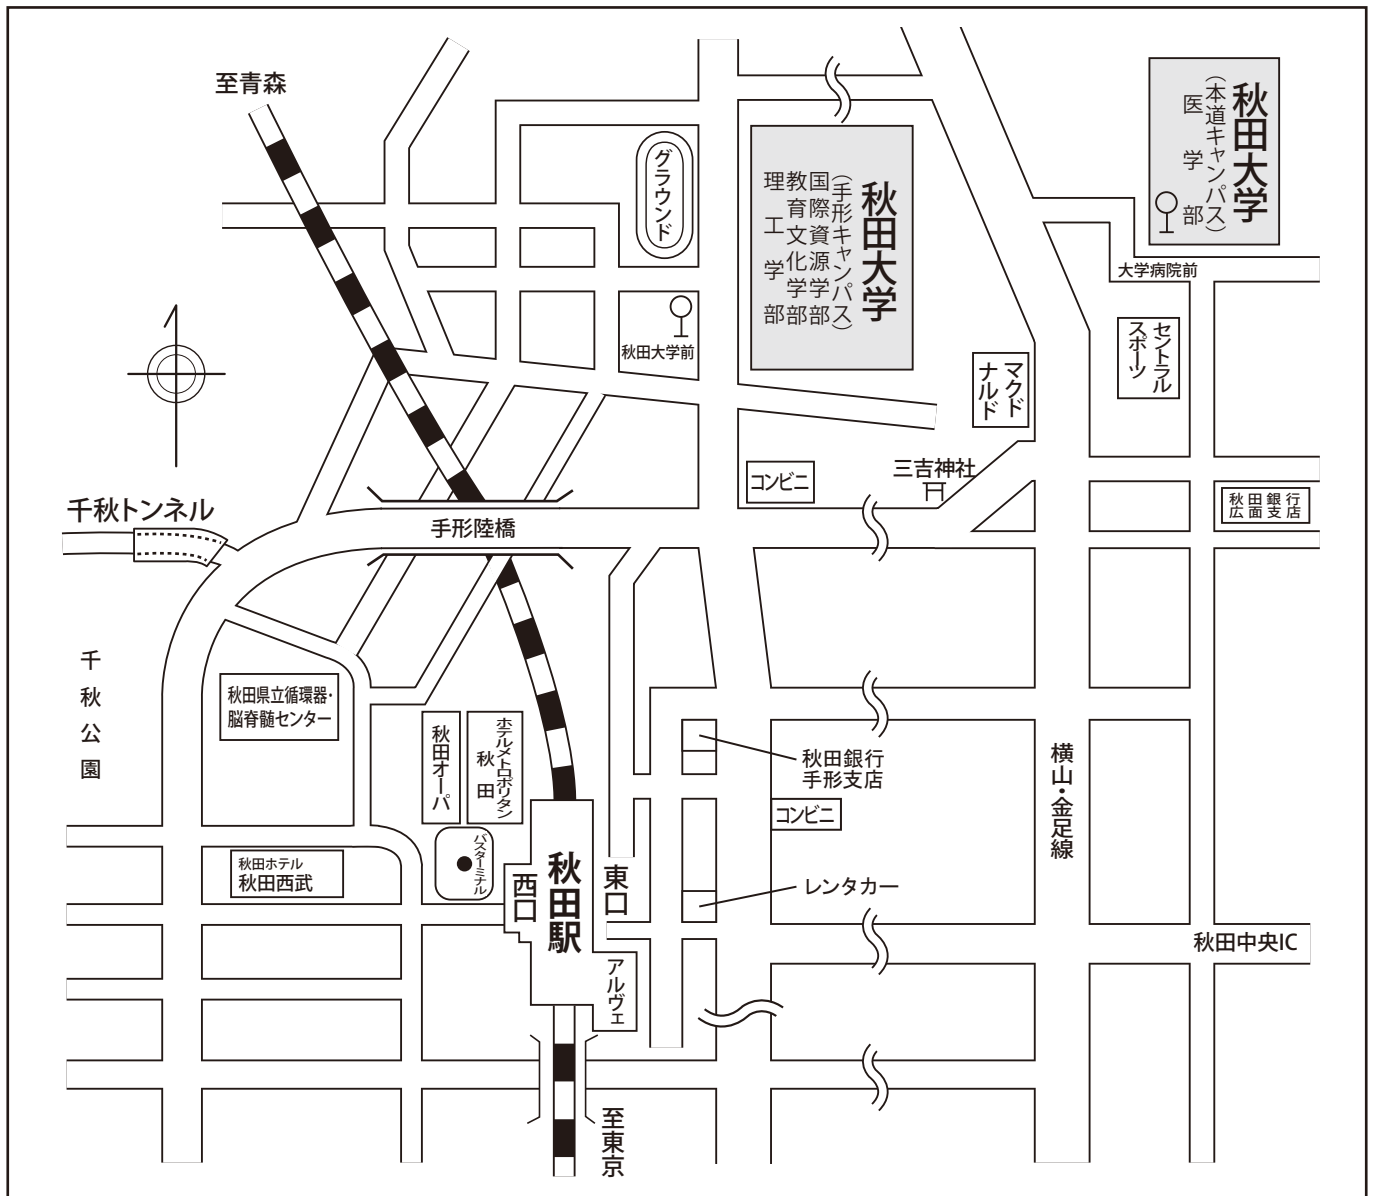 至青森
グラウンド
秋田大学
(手形キャンパス)
国際資源学部
教育文化学部
理工学部
秋田大学
(本道キャンパス)
医学部
大学病院前
秋田大学前
セントラル
スポーツ
マクド
ナルド
三吉神社
コンビニ
秋田銀行
広面支店
千秋トンネル
手形陸橋
千秋公園
秋田県立循環器・
脳脊髄センター
秋田オーパ
ホテルメトロポリタン
秋田
バスターミナル
秋田ホテル
秋田西武
西口
秋田駅
東口
アルヴェ
秋田銀行
手形支店
コンビニ
レンタカー
横山・金足線
秋田中央IC
至東京